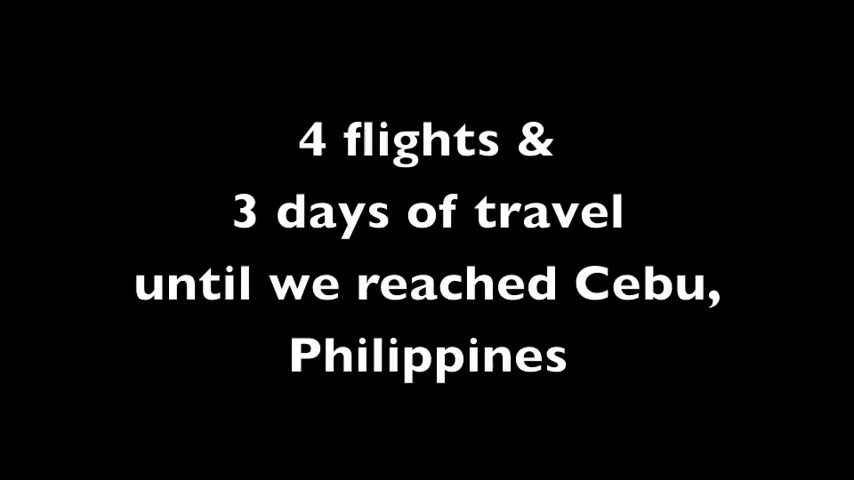 4 flights &
3 days of travel
until we reached Cebu,
Philippines